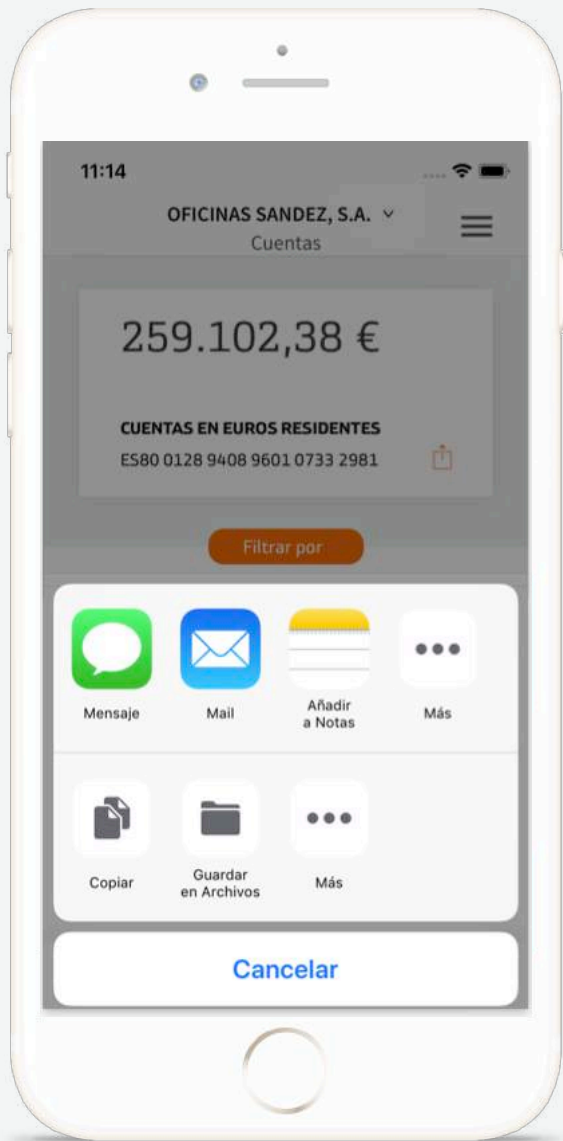 11:14
OFICINAS SANDEZ, S.A.
Cuentas
259.102,38 €
CUENTAS EN EUROS RESIDENTES
ES80 0128 9408 9601 0733 2981
Filtrar por
Mensaje
Mail
Añadir
a Notas
Más
Copiar
Guardar
en Archivos
Más
Cancelar